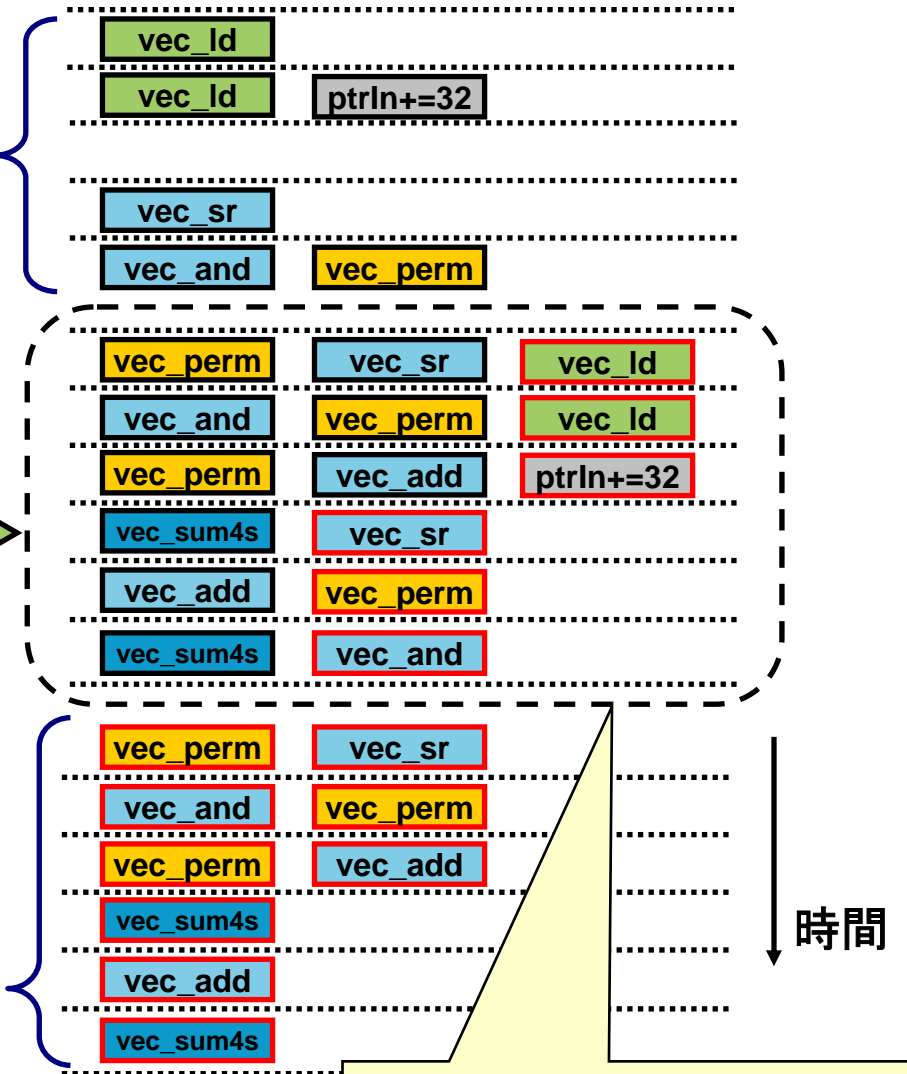 vec_ld
vec_ld ptrIn+=32
vec_sr
vec_and vec_perm
vec_perm vec_sr vec_ld
vec_and vec_perm vec_ld
vec_perm vec_add ptrIn+=32
vec_sum4s vec_sr
vec_add vec_perm
vec_sum4s vec_and
vec_perm vec_sr
vec_and vec_perm
vec_perm vec_add
vec_sum4s
時間
vec_add
vec_sum4s